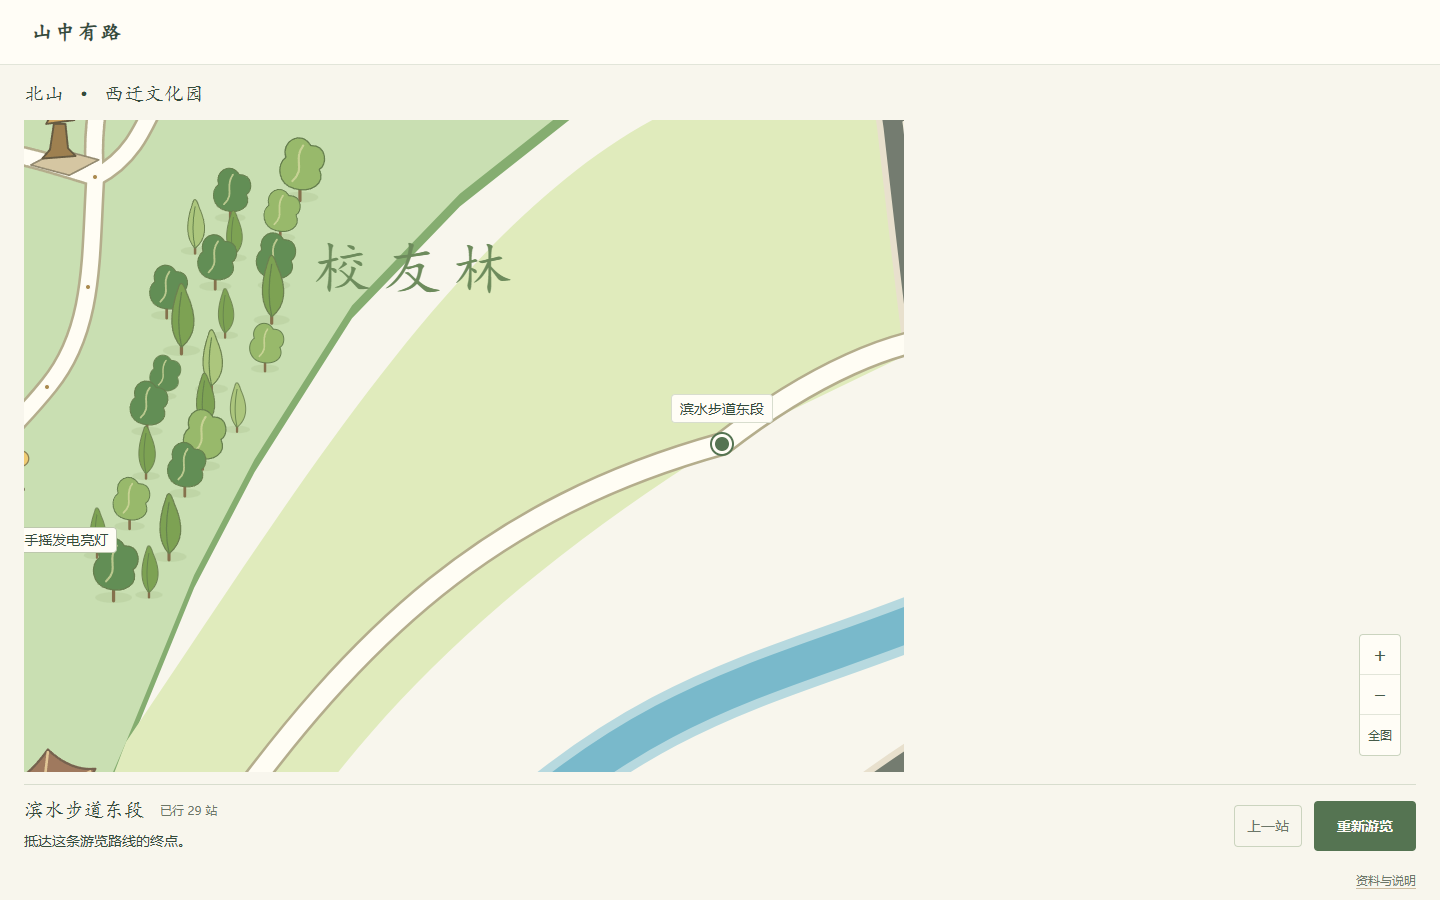 山中有路
北山 • 西迁文化园
校友林
滨水步道东段
手摇发电亮灯
+
−
全图
滨水步道东段 已行 29 站
抵达这条游览路线的终点。
上一站
重新游览
资料与说明